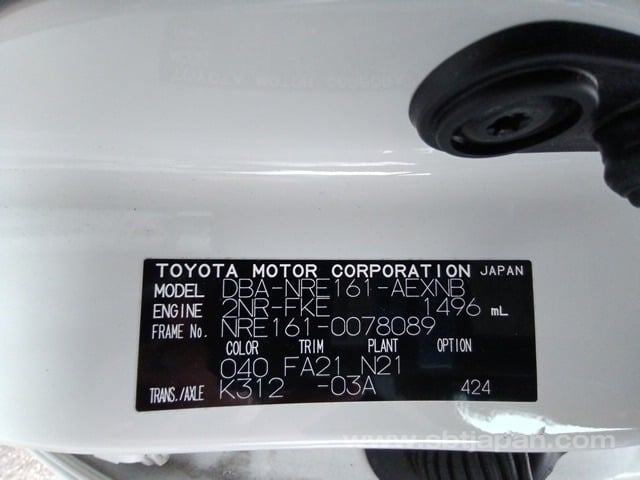 TOYOTA MOTOR CORPORATION JAPAN
MODEL DBA-NRE161-AEXNB
ENGINE 2NR-FKE 1496 mL
FRAME No. NRE161-0078089
COLOR TRIM PLANT OPTION
040 FA21 N21
TRANS./AXLE K312 -03A 424
www.sbtjapan.com